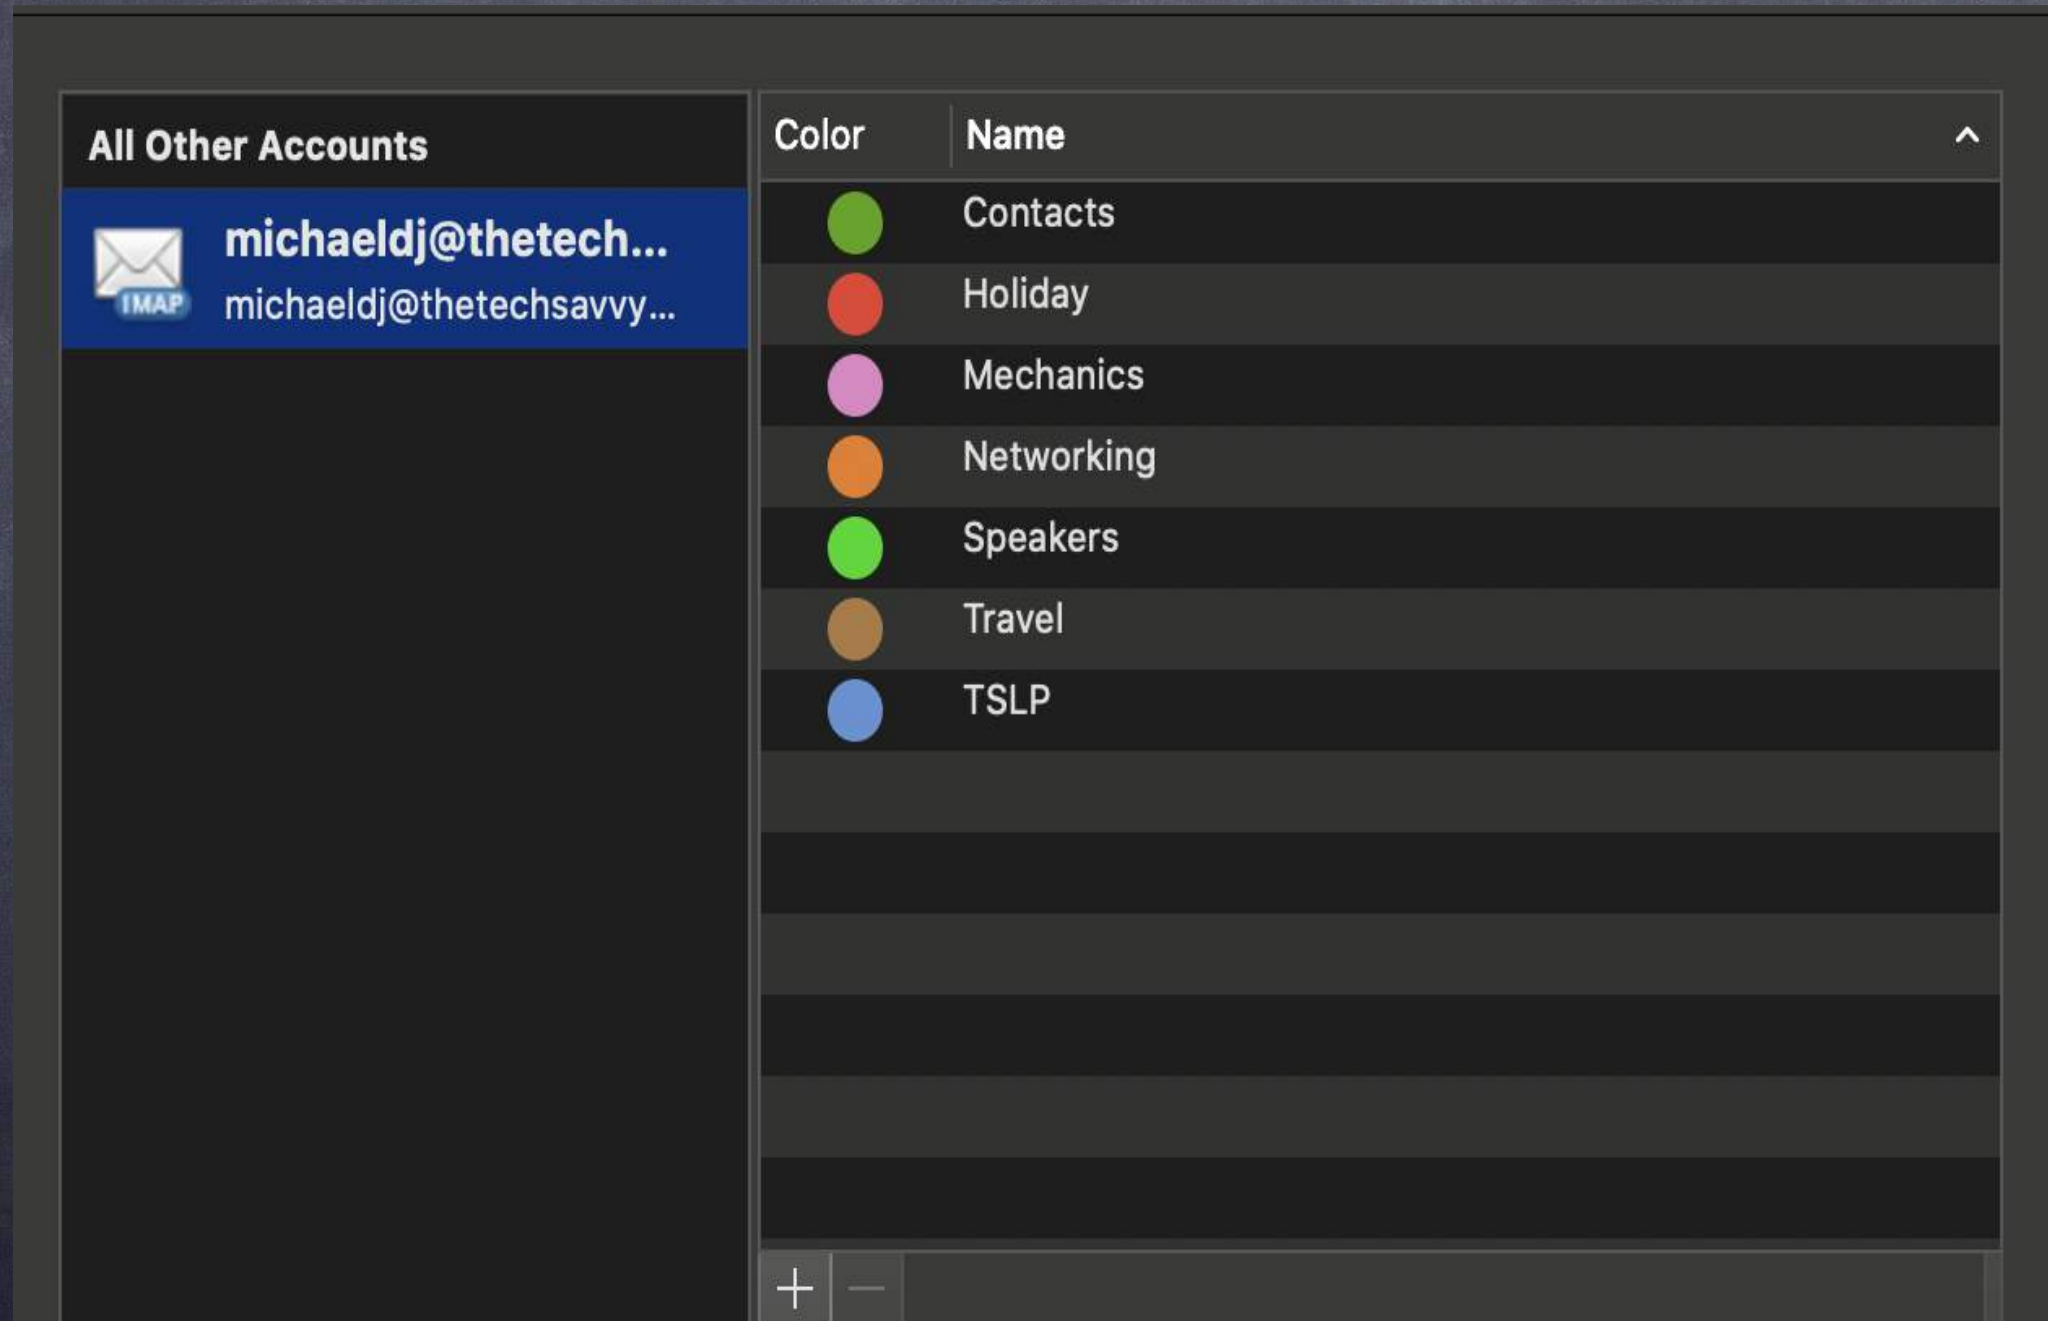 All Other Accounts
michaeldj@thetech...
IMAP
michaeldj@thetechsavvy...
Color
Name
Contacts
Holiday
Mechanics
Networking
Speakers
Travel
TSLP